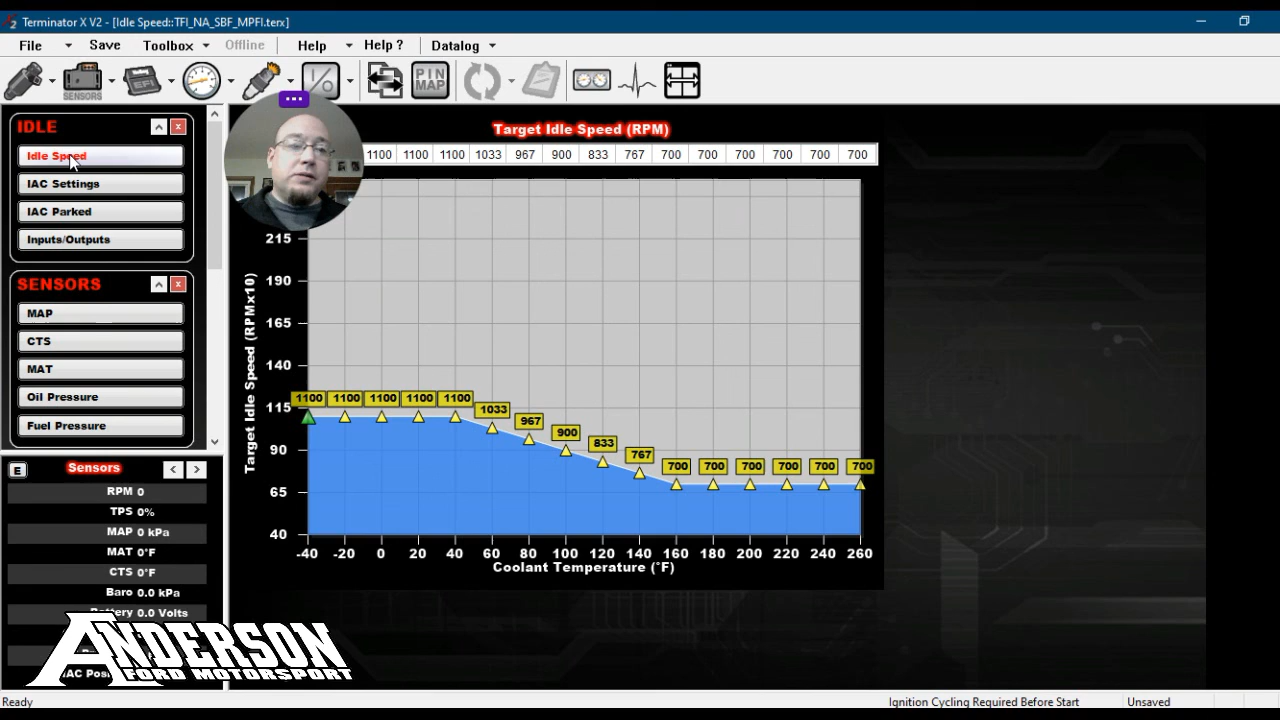 Terminator X V2 - [Idle Speed::TFI_NA_SBF_MPFI.terx]
File Save Toolbox Offline Help Help ? Datalog
SENSORS EFI I/O PIN MAP
IDLE
Idle Speed
IAC Settings
IAC Parked
Inputs/Outputs
SENSORS
MAP
CTS
MAT
Oil Pressure
Fuel Pressure
E Sensors < >
RPM 0
TPS 0%
MAP 0 kPa
MAT 0°F
CTS 0°F
Baro 0.0 kPa
Battery 0.0 Volts
IAC Pos
ANDERSON
FORD MOTORSPORT
Target Idle Speed (RPM)
1100 1100 1100 1033 967 900 833 767 700 700 700 700 700 700
Target Idle Speed (RPMx10)
215
190
165
140
115
90
65
40
1100 1100 1100 1100 1100 1033 967 900 833 767 700 700 700 700 700 700
-40 -20 0 20 40 60 80 100 120 140 160 180 200 220 240 260
Coolant Temperature (°F)
Ready Ignition Cycling Required Before Start Unsaved